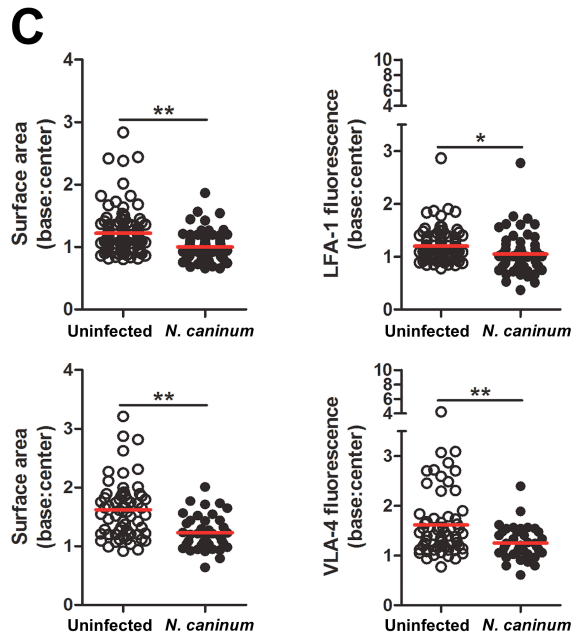 C
4
3
2
1
0
Surface area
(base:center)
**
Uninfected
N. caninum
10
8
6
4
3
2
1
0
LFA-1 fluorescence
(base:center)
*
Uninfected
N. caninum
4
3
2
1
0
Surface area
(base:center)
**
Uninfected
N. caninum
10
8
6
4
3
2
1
0
VLA-4 fluorescence
(base:center)
**
Uninfected
N. caninum